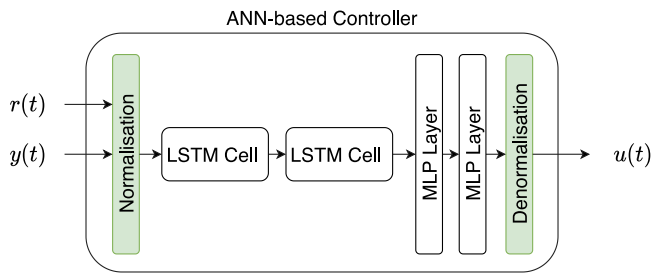 ANN-based Controller
r(t)
y(t)
Normalisation
LSTM Cell
LSTM Cell
MLP Layer
MLP Layer
Denormalisation
u(t)